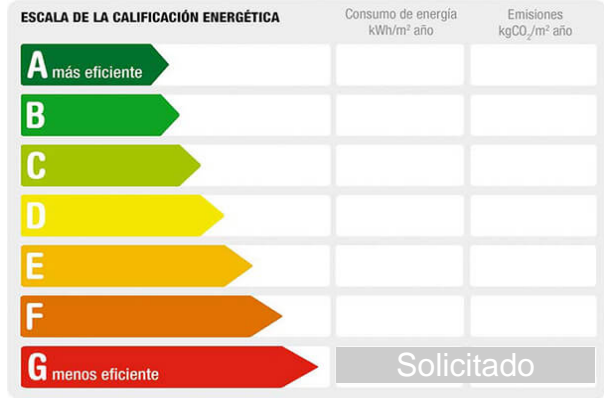 ESCALA DE LA CALIFICACIÓN ENERGÉTICA
Consumo de energía
kWh/m² año
Emisiones
kgCO₂/m² año
A más eficiente
B
C
D
E
F
G menos eficiente
Solicitado